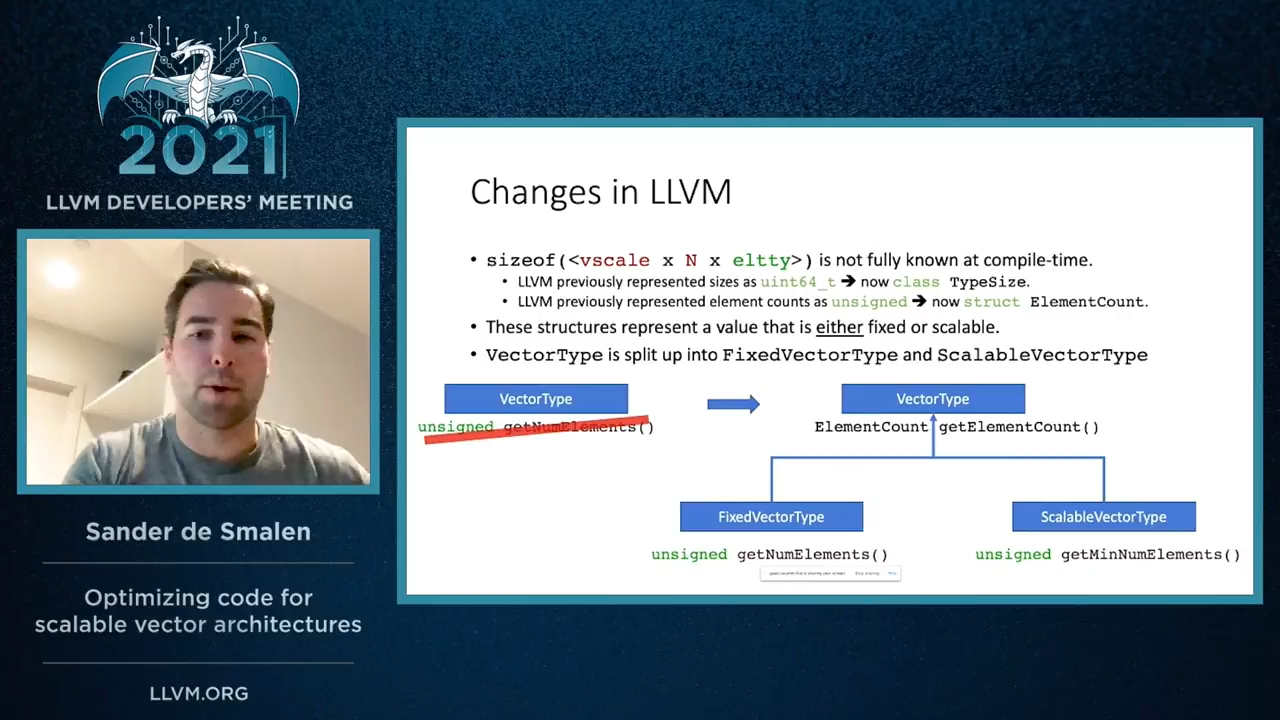 2021
LLVM DEVELOPERS' MEETING
Sander de Smalen
Optimizing code for
scalable vector architectures
LLVM.ORG
Changes in LLVM
• sizeof(<vscale x N x eltty>) is not fully known at compile-time.
• LLVM previously represented sizes as uint64_t → now class TypeSize.
• LLVM previously represented element counts as unsigned → now struct ElementCount.
• These structures represent a value that is either fixed or scalable.
• VectorType is split up into FixedVectorType and ScalableVectorType
VectorType
unsigned getNumElements()
VectorType
ElementCount getElementCount()
FixedVectorType
ScalableVectorType
unsigned getNumElements()
unsigned getMinNumElements()